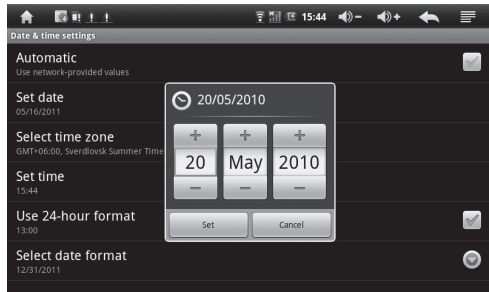 15:44
Date & time settings
Automatic
Use network-provided values
Set date
05/16/2011
Select time zone
GMT+06:00, Sverdlovsk Summer Time
Set time
15:44
Use 24-hour format
13:00
Select date format
12/31/2011
20/05/2010
+ + +
20 May 2010
- - -
Set Cancel